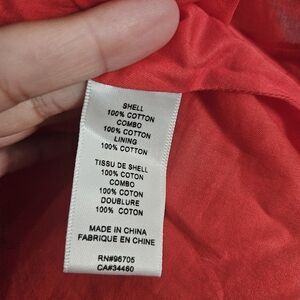 SHELL
100% COTTON
COMBO
100% COTTON
LINING
100% COTTON
TISSU DE SHELL
100% COTON
COMBO
100% COTON
DOUBLURE
100% COTON
MADE IN CHINA
FABRIQUE EN CHINE
RN#96705
CA#34460